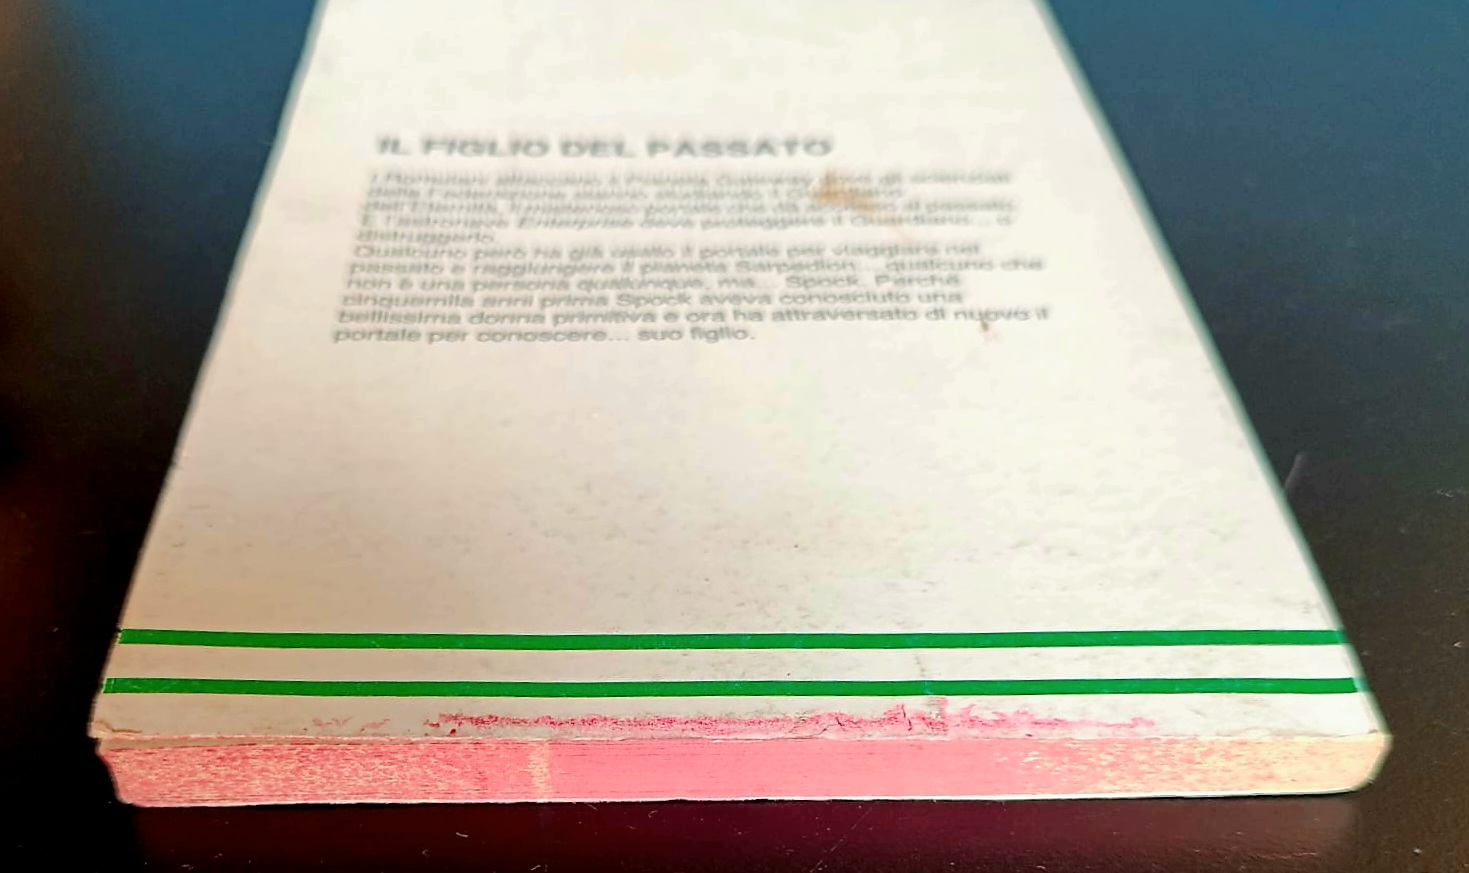 IL FIGLIO DEL PASSATO
I Romulani attaccano il Pianeta Gateway dove gli scienziati
della Federazione stanno studiando il Guardiano
dell'Eternità, il misterioso portale che dà accesso al passato.
E l'astronave Enterprise deve proteggere il Guardiano... o
distruggerlo.
Qualcuno però ha già usato il portale per viaggiare nel
passato e raggiungere il pianeta Sarpedion... qualcuno che
non è una persona qualunque, ma... Spock. Perché
cinquemila anni prima Spock aveva conosciuto una
bellissima donna primitiva e ora ha attraversato di nuovo il
portale per conoscere... suo figlio.